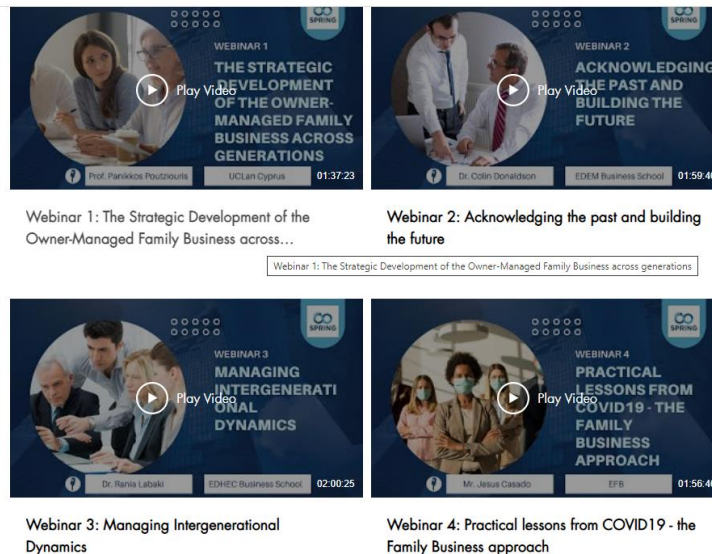 SPRING
WEBINAR 1
THE STRATEGIC
DEVELOPMENT
OF THE OWNER-
MANAGED FAMILY
BUSINESS ACROSS
GENERATIONS
Play Video
Prof. Panikkos Poutziouris
UCLan Cyprus
01:37:23
Webinar 1: The Strategic Development of the
Owner-Managed Family Business across...
SPRING
WEBINAR 2
ACKNOWLEDGING
THE PAST AND
BUILDING THE
FUTURE
Play Video
Dr. Colin Donaldson
EDEM Business School
01:59:40
Webinar 2: Acknowledging the past and building
the future
Webinar 1: The Strategic Development of the Owner-Managed Family Business across generations
SPRING
WEBINAR 3
MANAGING
INTERGENERATI
ONAL
DYNAMICS
Play Video
Dr. Rania Labaki
EDHEC Business School
02:00:25
Webinar 3: Managing Intergenerational
Dynamics
SPRING
WEBINAR 4
PRACTICAL
LESSONS FROM
COVID19 - THE
FAMILY
BUSINESS
APPROACH
Play Video
Mr. Jesus Casado
EFB
01:56:40
Webinar 4: Practical lessons from COVID19 - the
Family Business approach